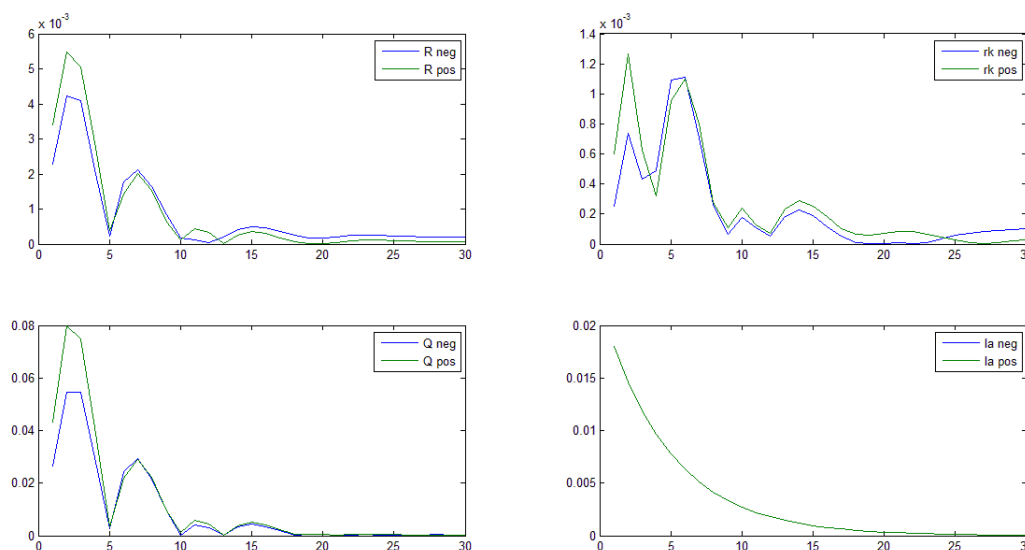 x 10^-3
6
5
4
3
2
1
0
0 5 10 15 20 25 30
R neg
R pos
x 10^-3
1.4
1.2
1
0.8
0.6
0.4
0.2
0
0 5 10 15 20 25 30
rk neg
rk pos
0.08
0.06
0.04
0.02
0
0 5 10 15 20 25 30
Q neg
Q pos
0.02
0.015
0.01
0.005
0
0 5 10 15 20 25 30
la neg
la pos